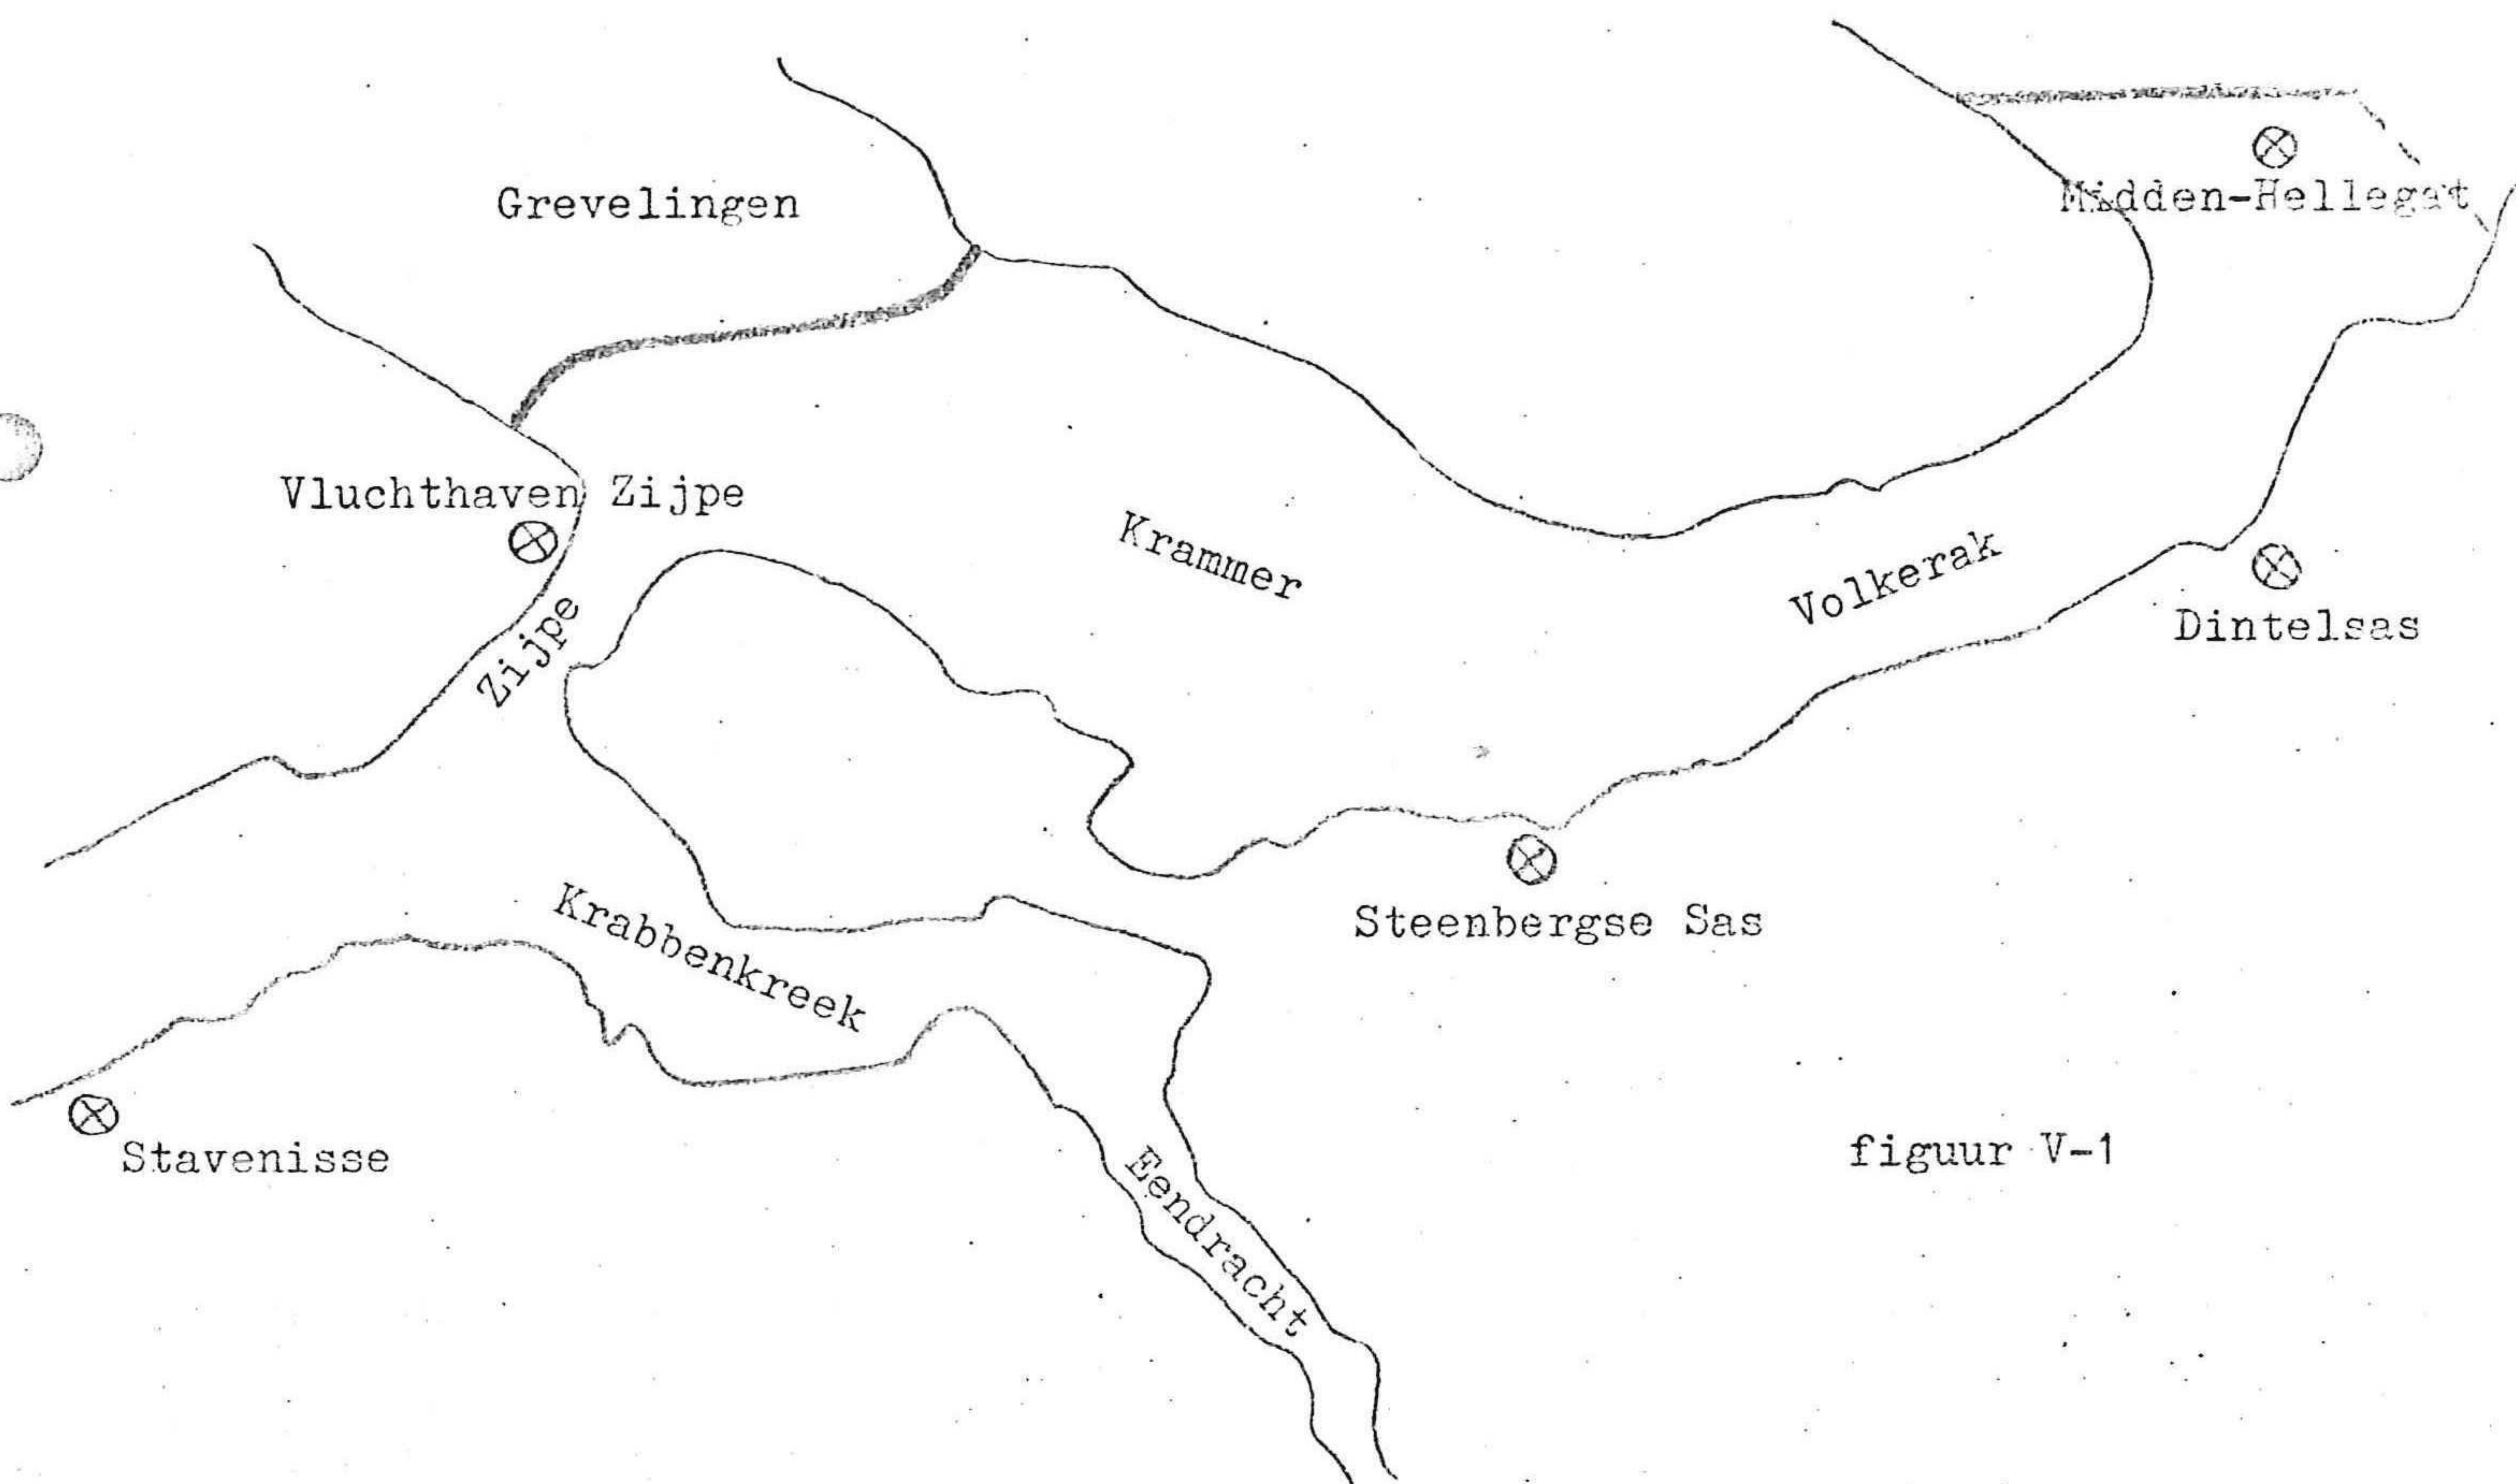 Grevelingen
Midden-Hellegat
Vluchthaven Zijpe
Krammer
Volkerak
Zijpe
Dintelsas
Steenbergse Sas
Krabbenkreek
Stavenisse
Eendracht
figuur V-1